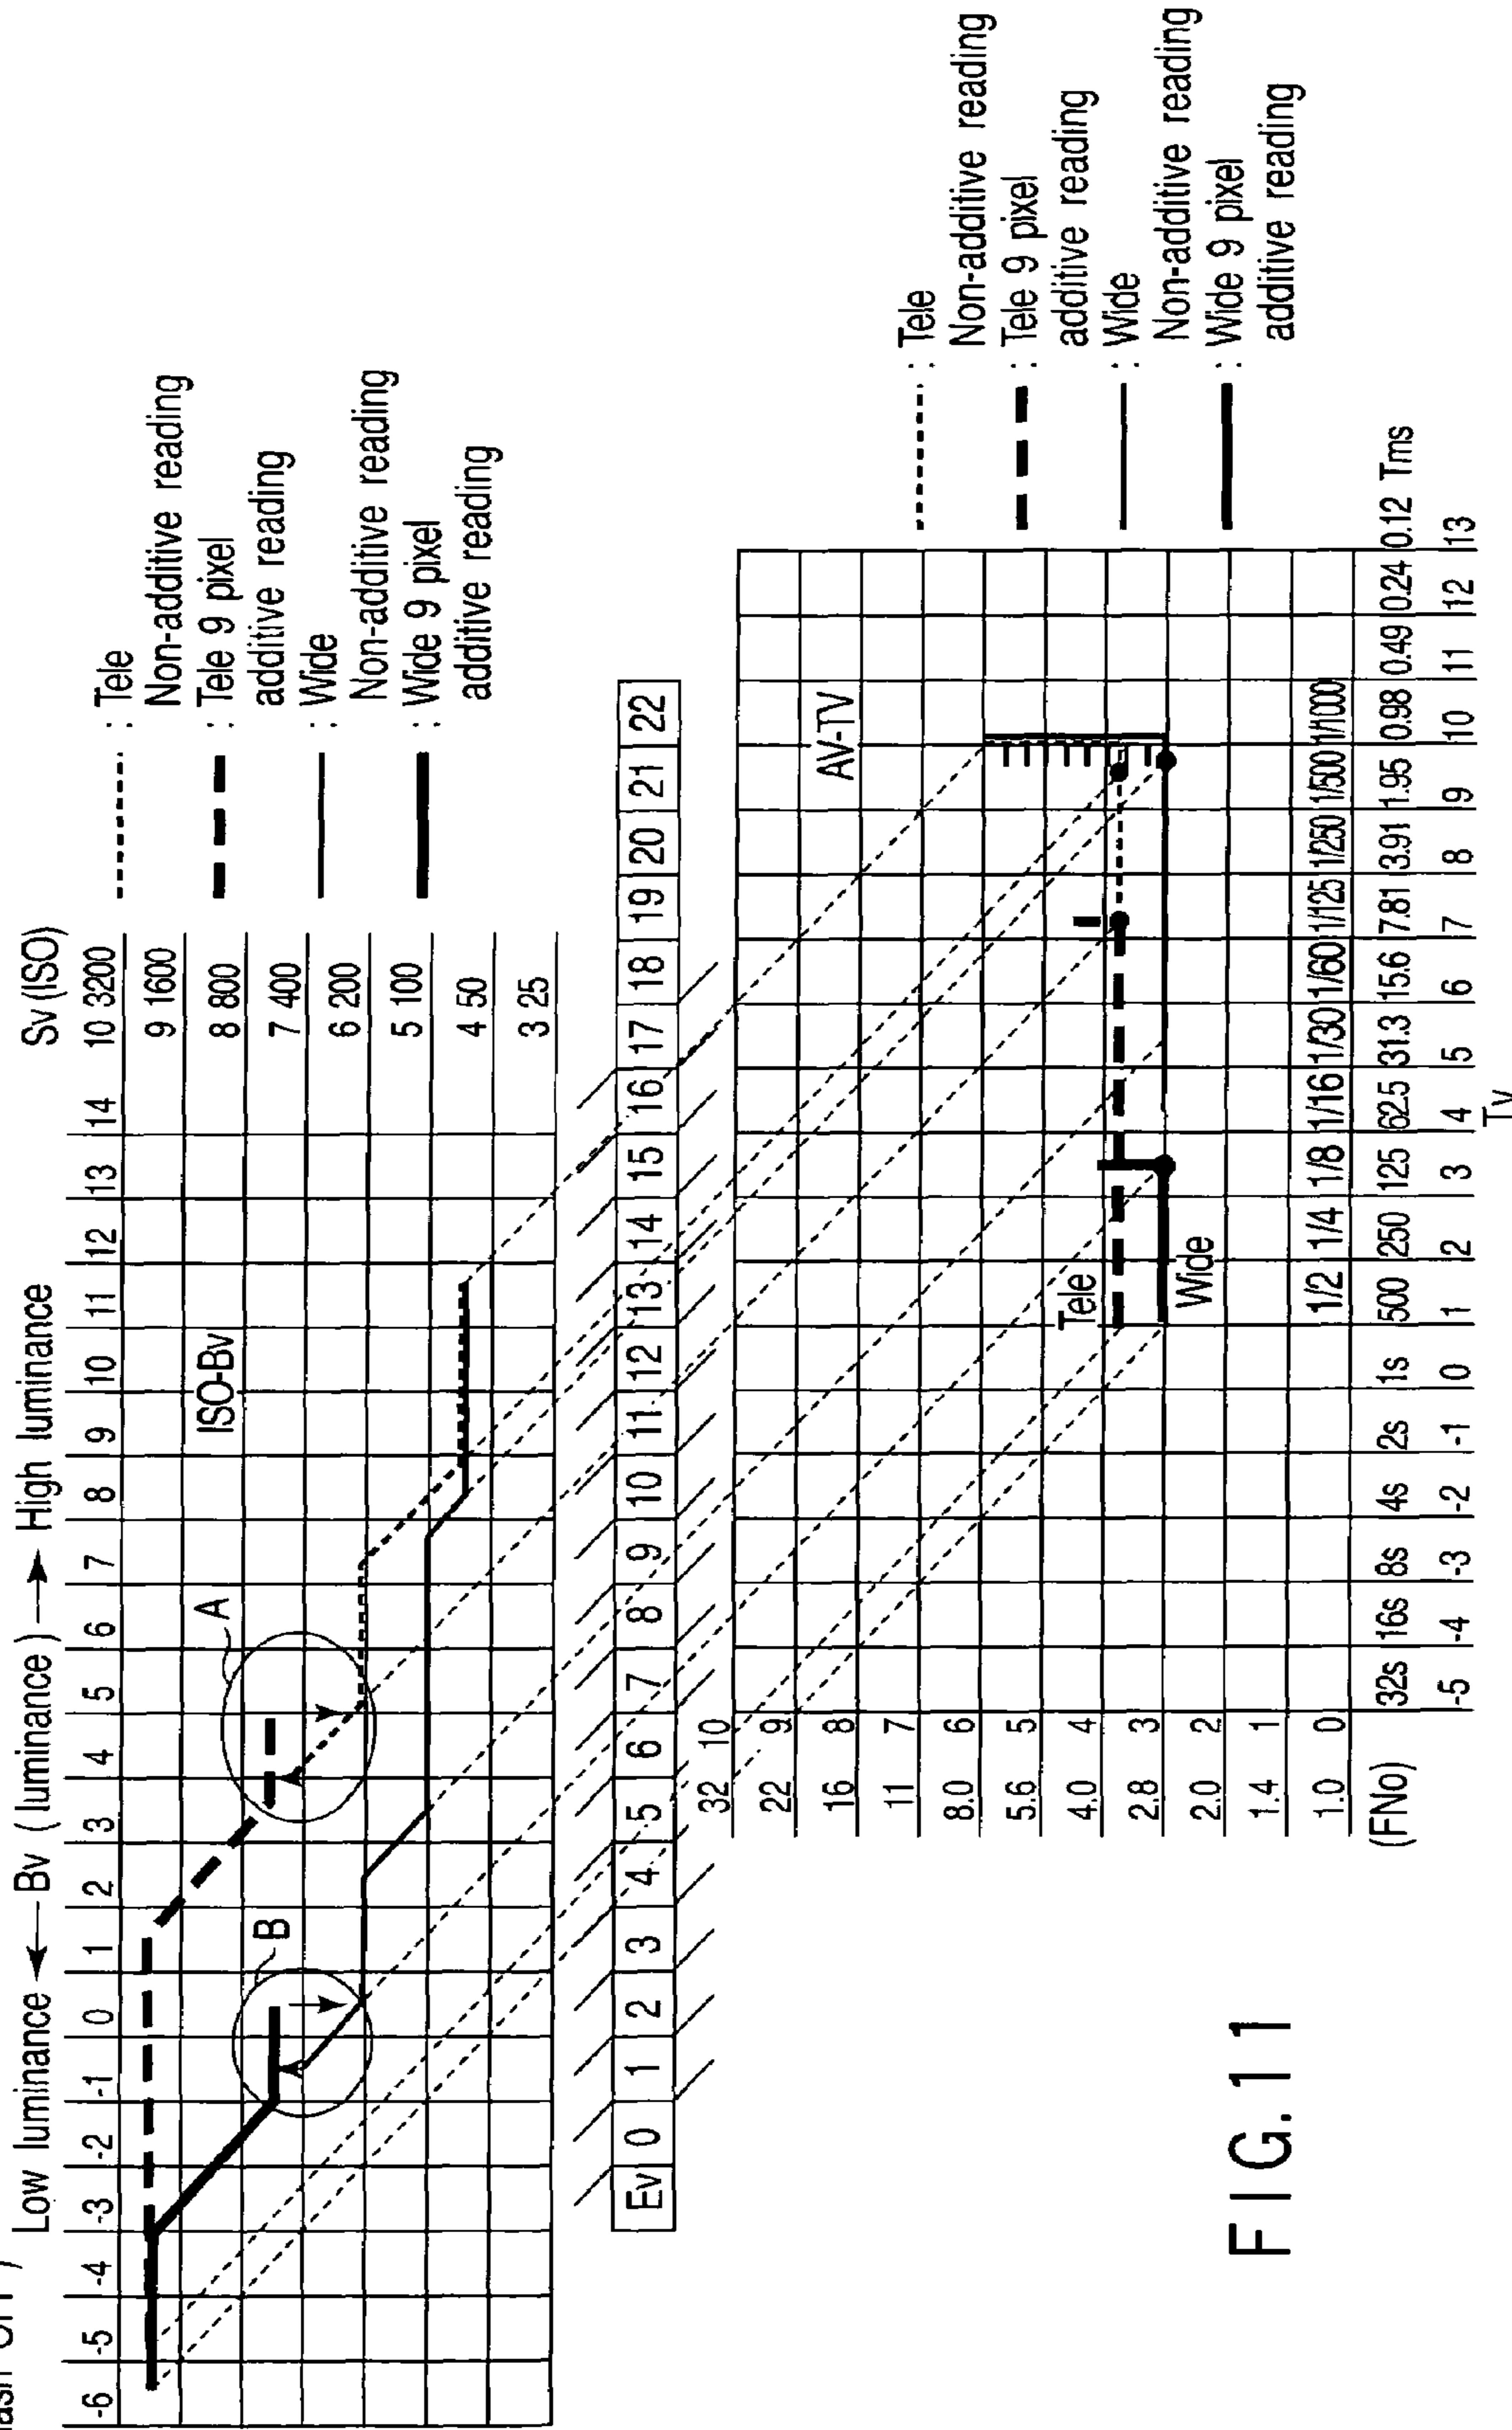 Low luminance ← Bv ( luminance ) → High luminance
-6 -5 -4 -3 -2 -1 0 1 2 3 4 5 6 7 8 9 10 11 12 13 14
Sv (ISO)
10 3200
9 1600
8 800
7 400
6 200
5 100
4 50
3 25
ISO-Bv
A
B
: Tele
Non-additive reading
: Tele 9 pixel
additive reading
: Wide
Non-additive reading
: Wide 9 pixel
additive reading
Ev 0 1 2 3 4 5 6 7 8 9 10 11 12 13 14 15 16 17 18 19 20 21 22
32 10
22 9
16 8
11 7
8.0 6
5.6 5
4.0 4
2.8 3
2.0 2
1.4 1
1.0 0
(FNo)
AV-TV
Tele
Wide
1/2 1/4 1/8 1/16 1/30 1/60 1/125 1/250 1/500 1/1000
32s 16s 8s 4s 2s 1s 500 250 125 62.5 31.3 15.6 7.81 3.91 1.95 0.98 0.49 0.24 0.12 Tms
-5 -4 -3 -2 -1 0 1 2 3 4 5 6 7 8 9 10 11 12 13
: Tele
Non-additive reading
: Tele 9 pixel
additive reading
: Wide
Non-additive reading
: Wide 9 pixel
additive reading
FIG.11